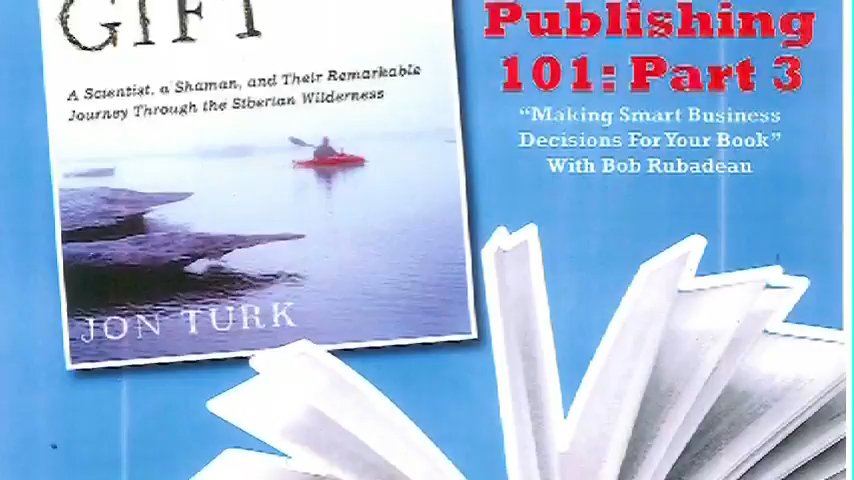 GIFT
A Scientist, a Shaman, and Their Remarkable
Journey Through the Siberian Wilderness
JON TURK
Publishing
101: Part 3
“Making Smart Business
Decisions For Your Book”
With Bob Rubadeau